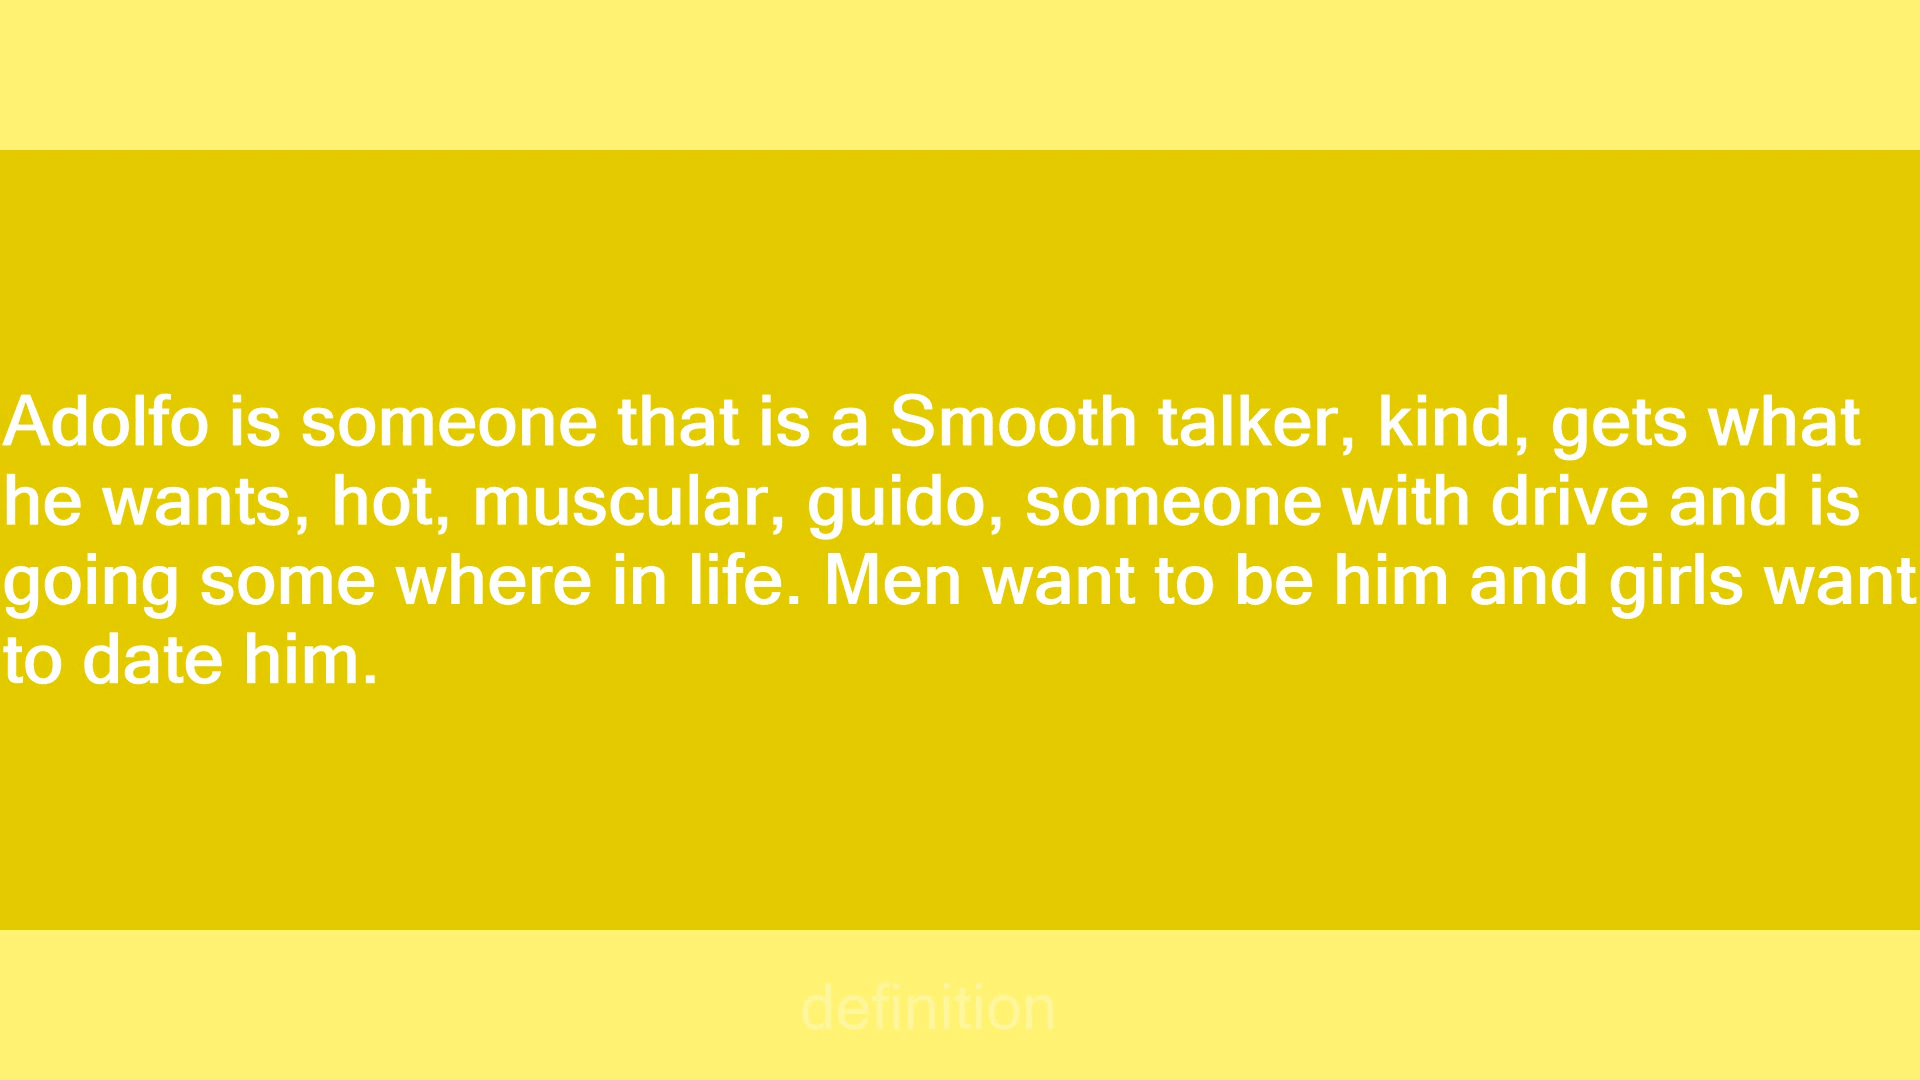 Adolfo is someone that is a Smooth talker, kind, gets what
he wants, hot, muscular, guido, someone with drive and is
going some where in life. Men want to be him and girls want
to date him.
definition